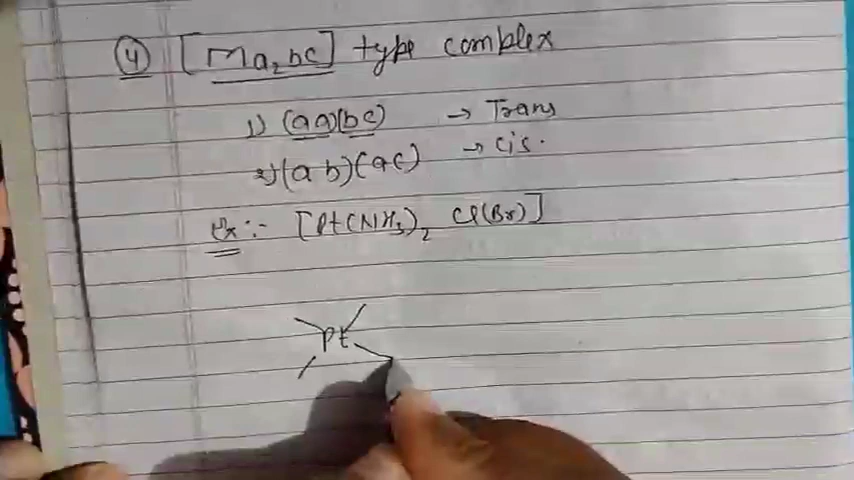 ④ [Ma₂bc] type complex
1) (aa)(bc) → Trans
2) (ab)(ac) → cis.
Ex:- [Pt(NH₃)₂ Cl(Br)]
Pt